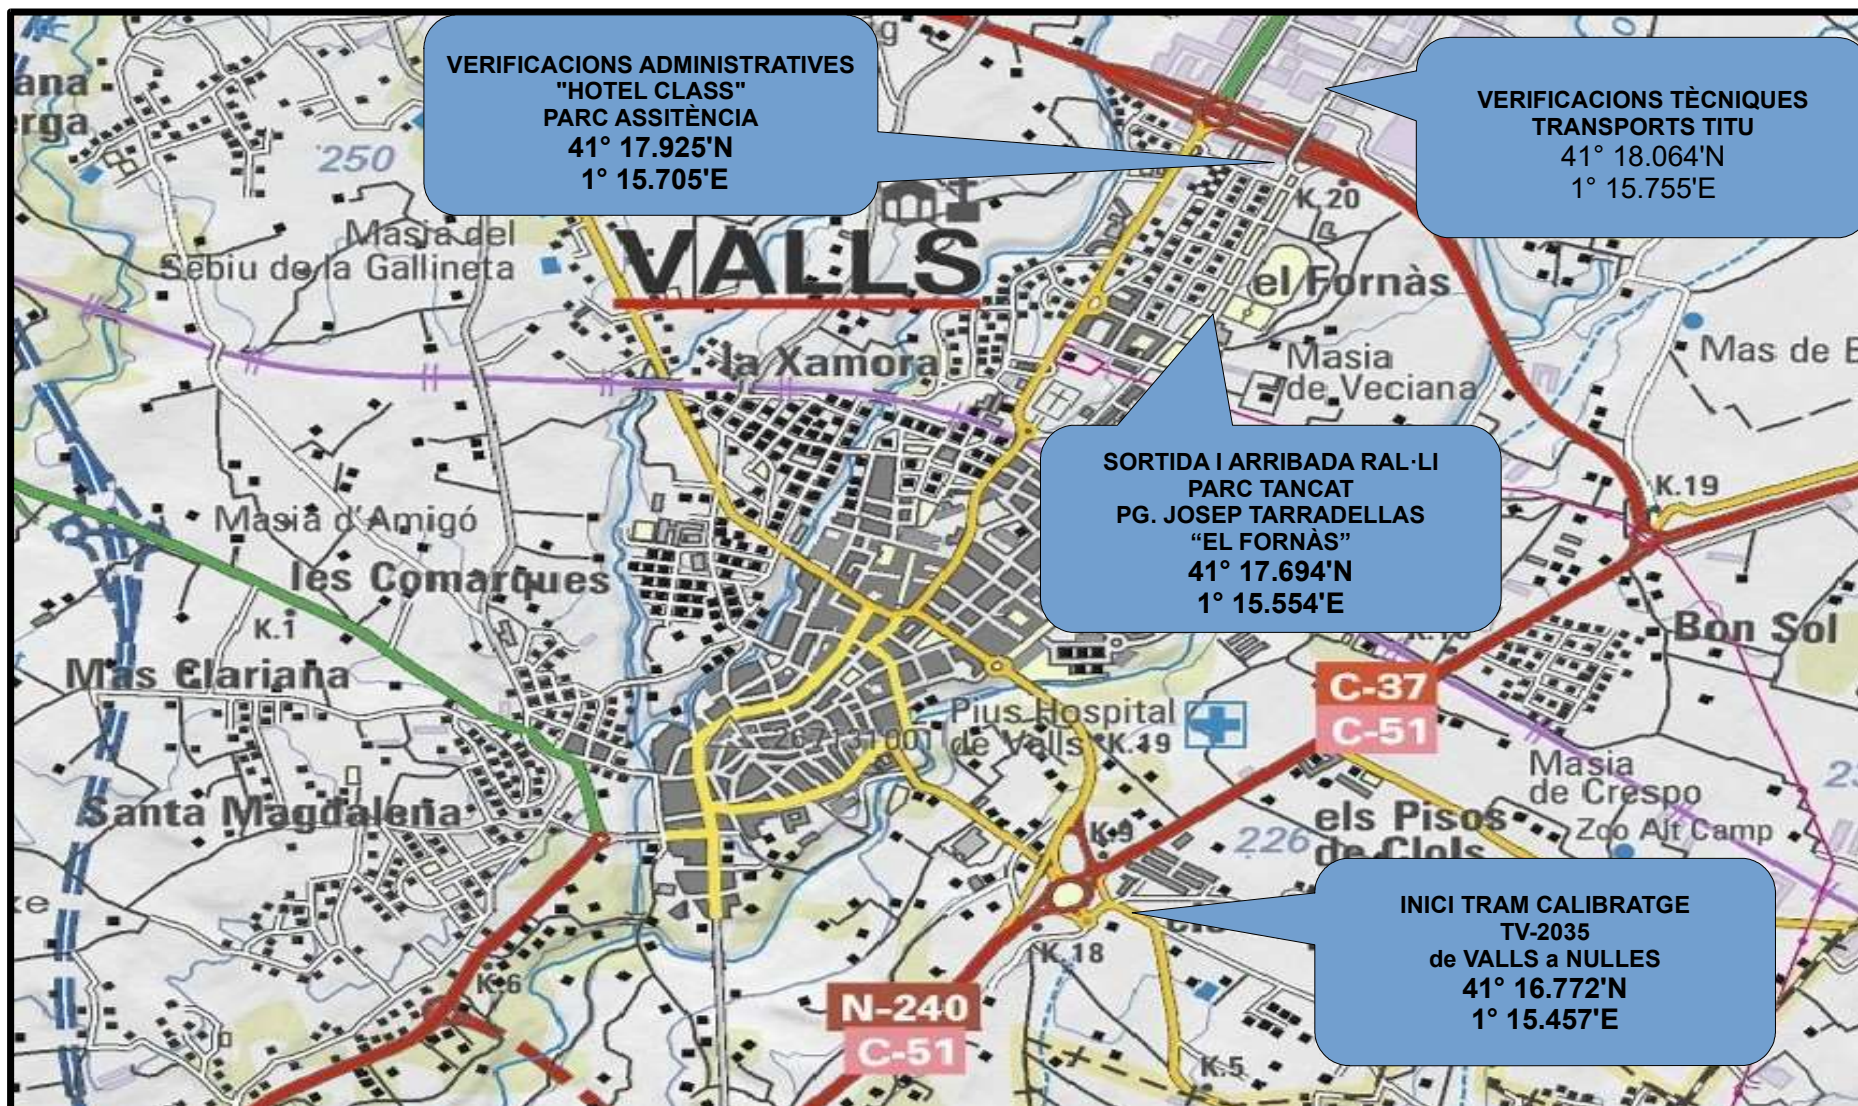 VERIFICACIONS ADMINISTRATIVES
"HOTEL CLASS"
PARC ASSITÈNCIA
41° 17.925'N
1° 15.705'E
VERIFICACIONS TÈCNIQUES
TRANSPORTS TITU
41° 18.064'N
1° 15.755'E
250
K.20
Masia del
Sebiu de la Gallineta
VALLS
el Fornàs
la Xamora
Masia
de Veciana
Mas de
SORTIDA I ARRIBADA RAL·LI
PARC TANCAT
PG. JOSEP TARRADELLAS
“EL FORNÀS”
41° 17.694'N
1° 15.554'E
K.19
Masia d'Amigó
les Comarques
K.1
Bon Sol
Mas Clariana
C-37
C-51
Pius Hospital
de Valls
K.19
267131001
Masia
de Crespo
Santa Magdalena
els Pisos
de Clols
Zoo Alt Camp
K.9
226
INICI TRAM CALIBRATGE
TV-2035
de VALLS a NULLES
41° 16.772'N
1° 15.457'E
K.18
K.6
N-240
C-51
K.5